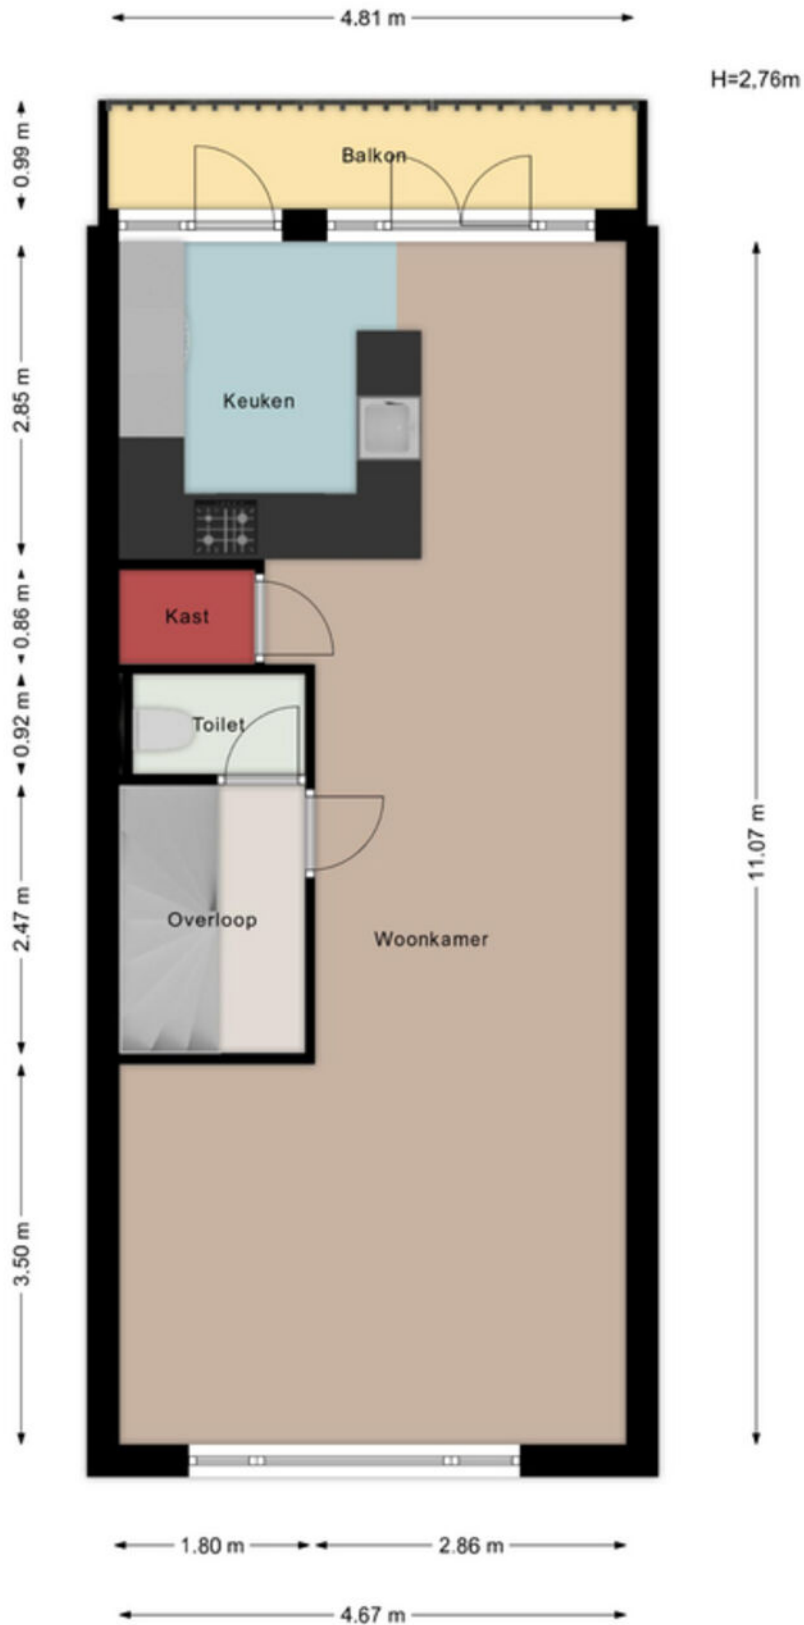 4.81 m
H=2,76m
0.99 m
Balkon
2.85 m
Keuken
0.86 m
Kast
0.92 m
Toilet
11.07 m
2.47 m
Overloop
Woonkamer
3.50 m
1.80 m
2.86 m
4.67 m